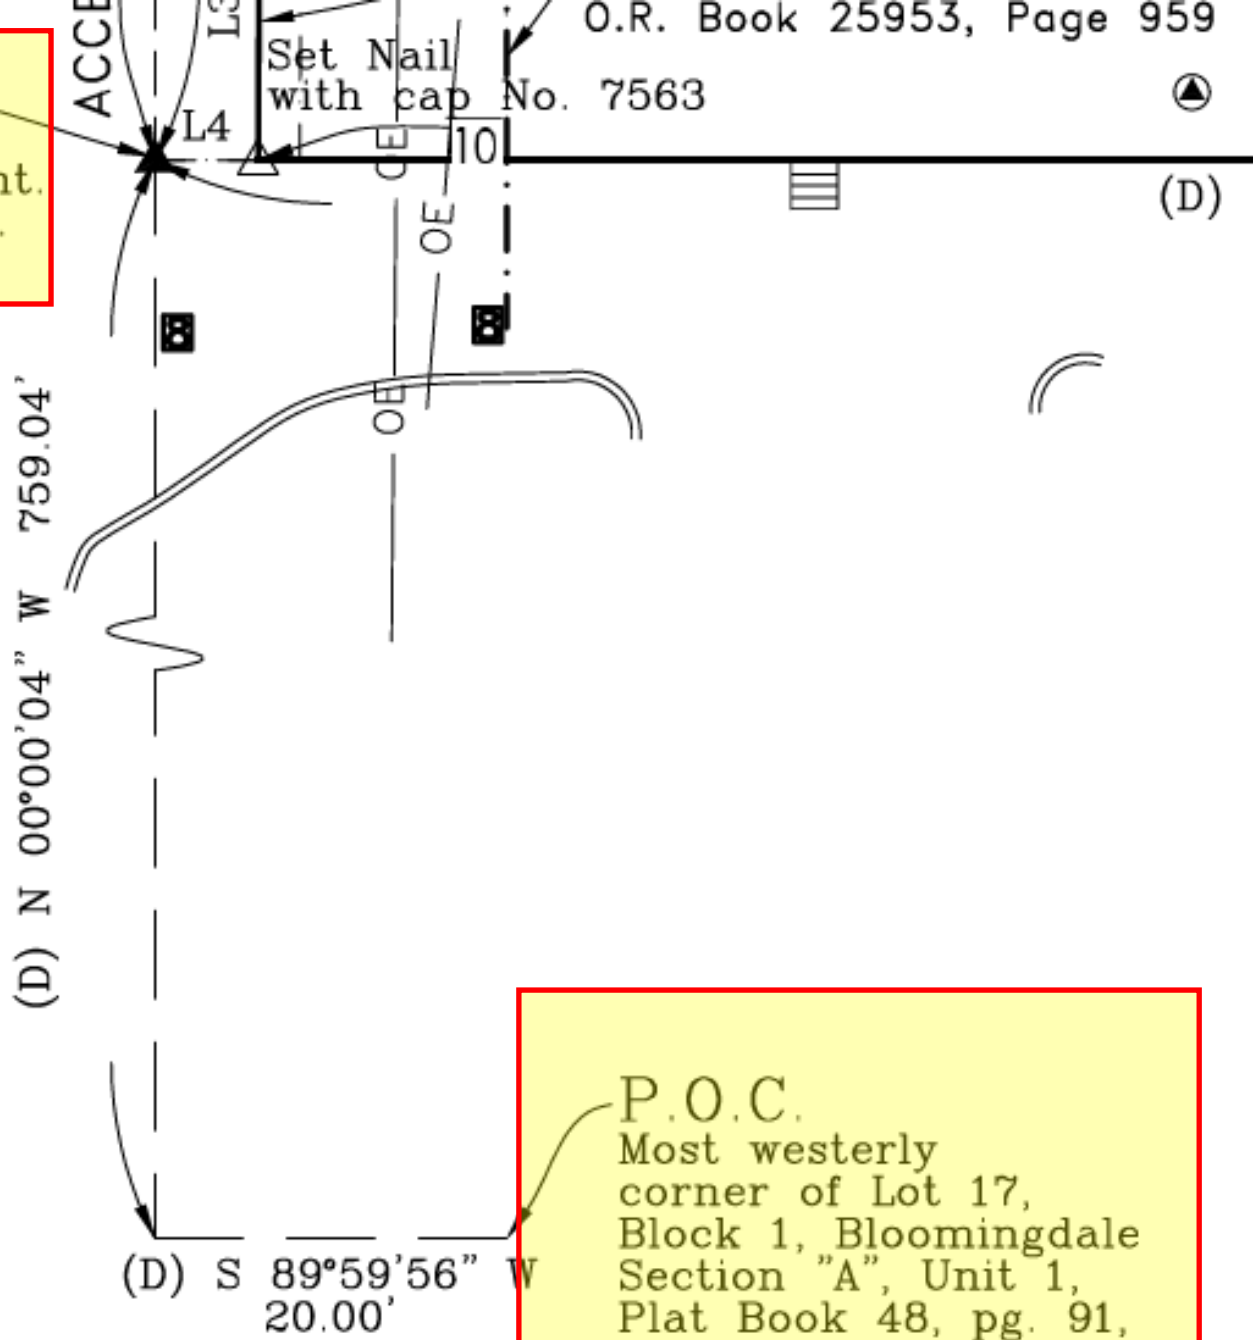 O.R. Book 25953, Page 959
L3
Set Nail
with cap No. 7563
L4
OE
10
nt.
(D)
OE
OE
(D) N 00°00'04" W 759.04'
P.O.C.
Most westerly
corner of Lot 17,
Block 1, Bloomingdale
Section "A", Unit 1,
Plat Book 48, pg. 91,
(D) S 89°59'56" W
20.00'